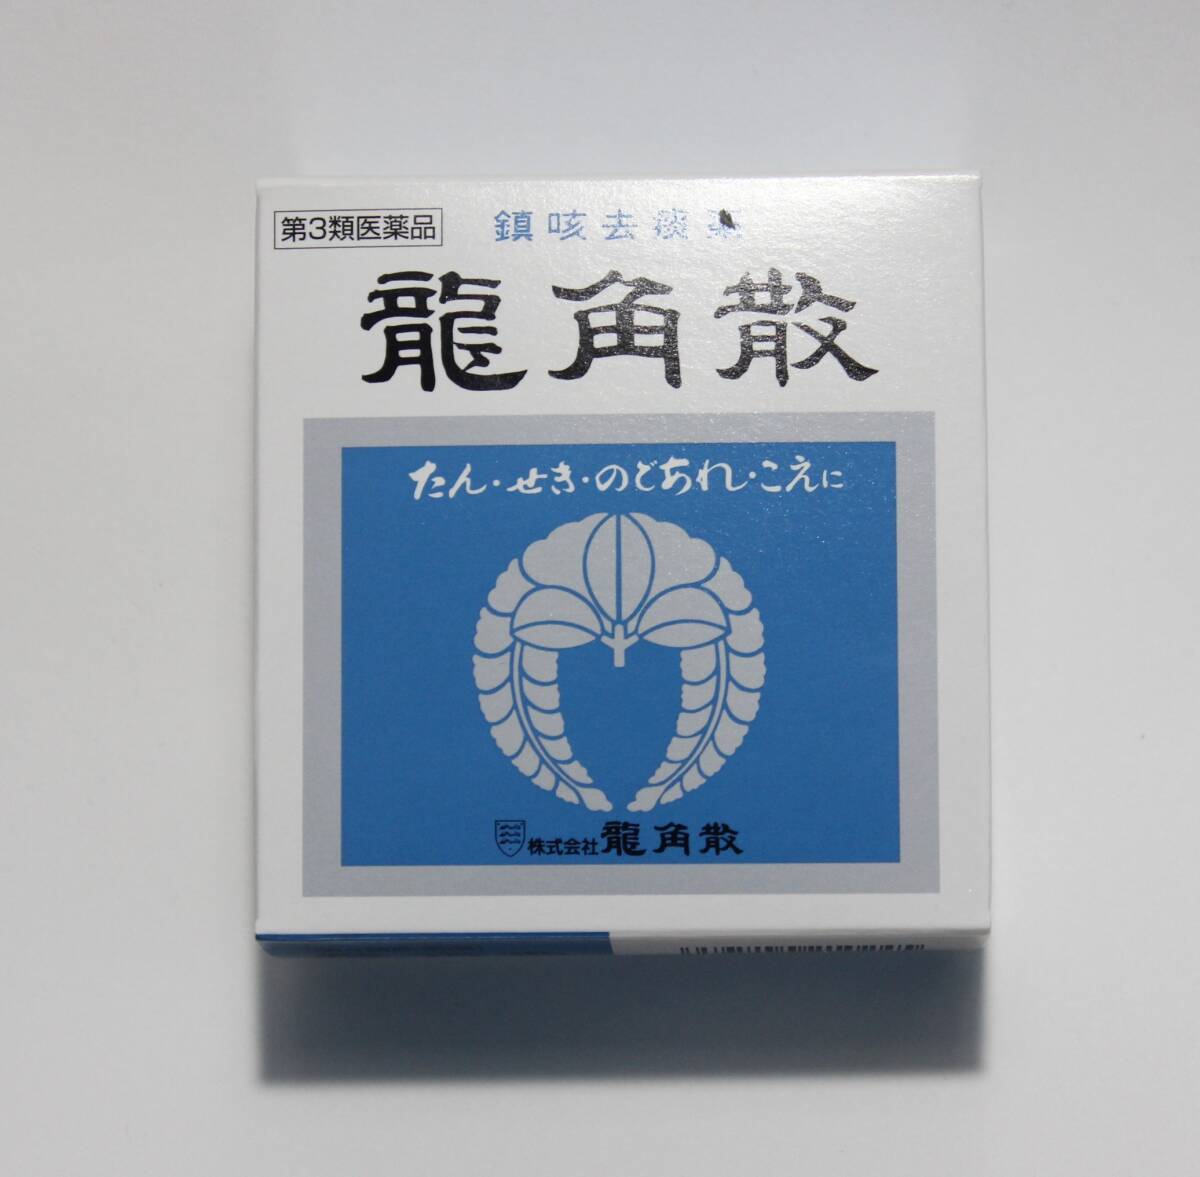 第3類医薬品
鎮咳去痰薬
龍角散
たん・せき・のどあれ・こえに
株式会社龍角散